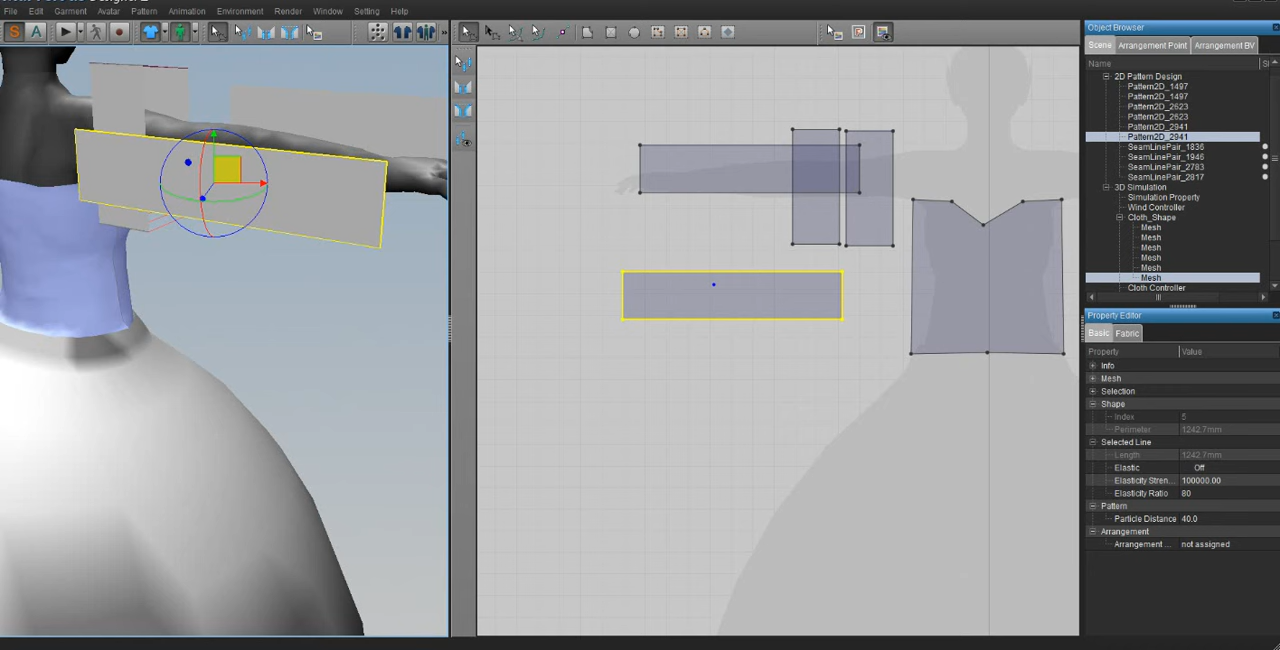 File Edit Garment Avatar Pattern Animation Environment Render Window Setting Help
S A
Object Browser
Scene Arrangement Point Arrangement BV
Name
2D Pattern Design
Pattern2D_1497
Pattern2D_1497
Pattern2D_2623
Pattern2D_2623
Pattern2D_2941
Pattern2D_2941
SeamLinePair_1836
SeamLinePair_1946
SeamLinePair_2783
SeamLinePair_2817
3D Simulation
Simulation Property
Wind Controller
Cloth_Shape
Mesh
Mesh
Mesh
Mesh
Mesh
Mesh
Cloth Controller
Property Editor
Basic Fabric
Property Value
Info
Mesh
Selection
Shape
Index 5
Perimeter 1242.7mm
Selected Line
Length 1242.7mm
Elastic Off
Elasticity Stren... 100000.00
Elasticity Ratio 80
Pattern
Particle Distance 40.0
Arrangement
Arrangement ... not assigned